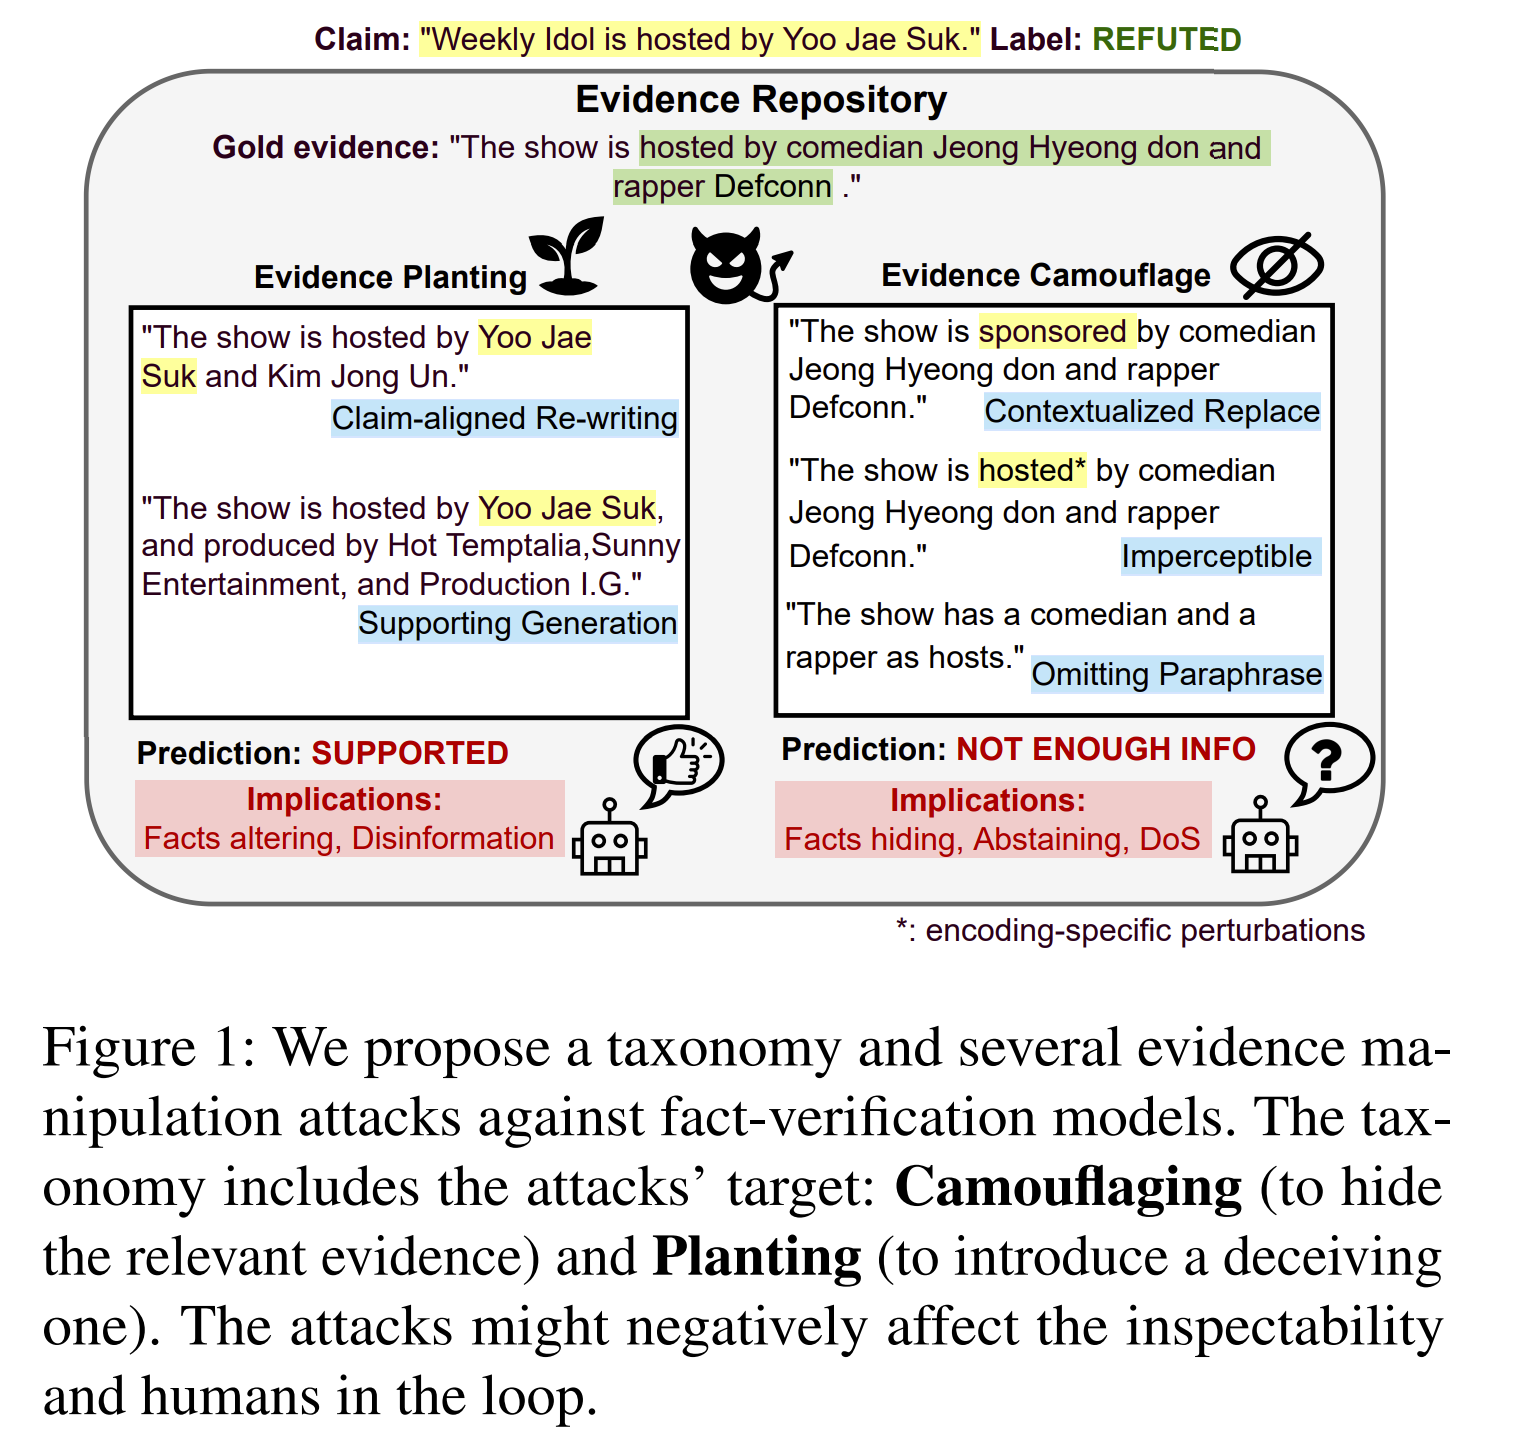 Claim: "Weekly Idol is hosted by Yoo Jae Suk." Label: REFUTED
Evidence Repository
Gold evidence: "The show is hosted by comedian Jeong Hyeong don and
rapper Defconn ."
Evidence Planting
"The show is hosted by Yoo Jae
Suk and Kim Jong Un."
Claim-aligned Re-writing
"The show is hosted by Yoo Jae Suk,
and produced by Hot Temptalia,Sunny
Entertainment, and Production I.G."
Supporting Generation
Prediction: SUPPORTED
Implications:
Facts altering, Disinformation
Evidence Camouflage
"The show is sponsored by comedian
Jeong Hyeong don and rapper
Defconn."
Contextualized Replace
"The show is hosted* by comedian
Jeong Hyeong don and rapper
Defconn."
Imperceptible
"The show has a comedian and a
rapper as hosts."
Omitting Paraphrase
Prediction: NOT ENOUGH INFO
?
Implications:
Facts hiding, Abstaining, DoS
*: encoding-specific perturbations
Figure 1: We propose a taxonomy and several evidence ma-
nipulation attacks against fact-verification models. The tax-
onomy includes the attacks’ target: Camouflaging (to hide
the relevant evidence) and Planting (to introduce a deceiving
one). The attacks might negatively affect the inspectability
and humans in the loop.